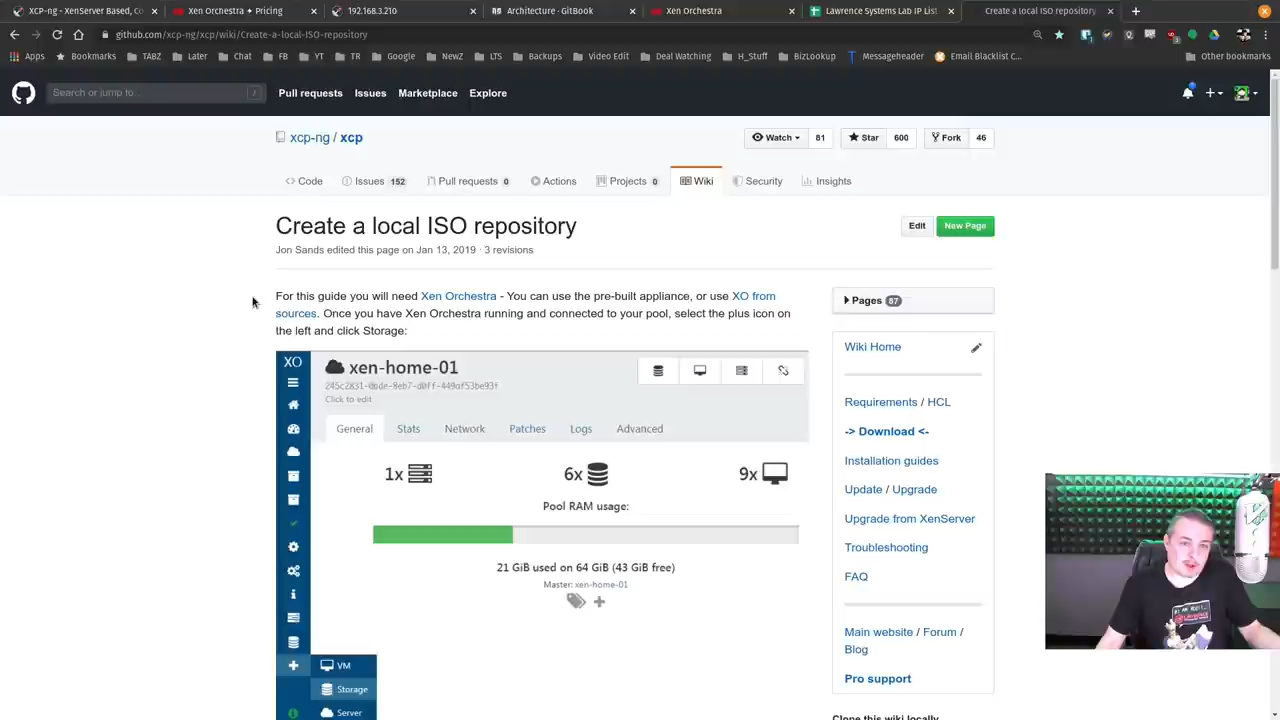 XCP-ng - XenServer Based, Co
Xen Orchestra • Pricing
192.168.3.210
Architecture - GitBook
Xen Orchestra
Lawrence Systems Lab IP List
Create a local ISO repository
github.com/xcp-ng/xcp/wiki/Create-a-local-ISO-repository
Apps
Bookmarks
TABZ
Later
Chat
FB
YT
TR
Google
NewZ
LTS
Backups
Video Edit
Deal Watching
H_Stuff
BizLookup
Messageheader
Email Blacklist C...
Other bookmarks
Search or jump to...
/
Pull requests
Issues
Marketplace
Explore
xcp-ng / xcp
Watch 81
Star 600
Fork 46
Code
Issues 152
Pull requests 0
Actions
Projects 0
Wiki
Security
Insights
Create a local ISO repository
Edit
New Page
Jon Sands edited this page on Jan 13, 2019 · 3 revisions
For this guide you will need Xen Orchestra - You can use the pre-built appliance, or use XO from
sources. Once you have Xen Orchestra running and connected to your pool, select the plus icon on
the left and click Storage:
XO
xen-home-01
Click to edit
General
Stats
Network
Patches
Logs
Advanced
1x
6x
9x
Pool RAM usage:
21 GiB used on 64 GiB (43 GiB free)
Master: xen-home-01
VM
Storage
Server
Pages 87
Wiki Home
Requirements / HCL
-> Download <-
Installation guides
Update / Upgrade
Upgrade from XenServer
Troubleshooting
FAQ
Main website / Forum /
Blog
Pro support
Clone this wiki locally